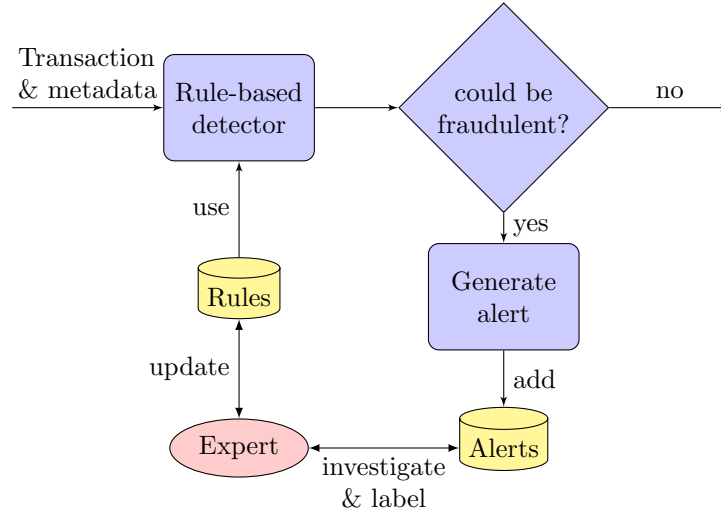 Transaction
& metadata
Rule-based
detector
could be
fraudulent?
no
use
yes
Rules
Generate
alert
update
add
Expert
investigate
& label
Alerts